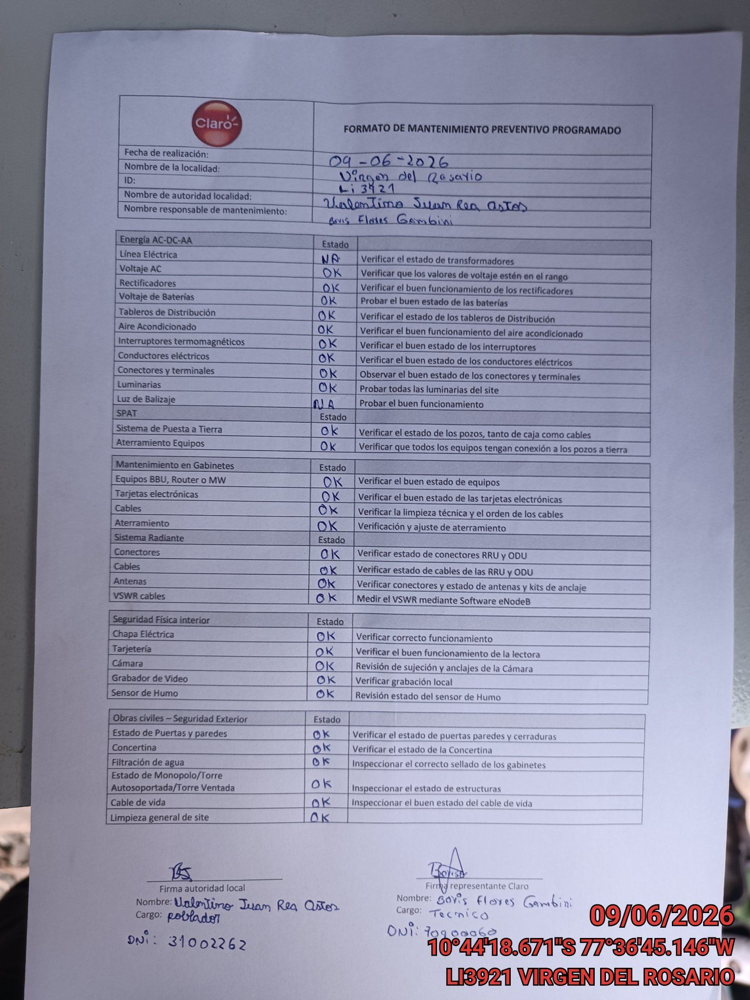 Claro
FORMATO DE MANTENIMIENTO PREVENTIVO PROGRAMADO
Fecha de realización: 09-06-2026
Nombre de la localidad: Virgen del Rosario
ID: Li 3921
Nombre de autoridad localidad: Valentino Juan Rea Astos
Nombre responsable de mantenimiento: Boris Flores Gambini
Energía AC-DC-AA Estado
Línea Eléctrica NA Verificar el estado de transformadores
Voltaje AC OK Verificar que los valores de voltaje estén en el rango
Rectificadores OK Verificar el buen funcionamiento de los rectificadores
Voltaje de Baterías OK Probar el buen estado de las baterías
Tableros de Distribución OK Verificar el estado de los tableros de Distribución
Aire Acondicionado OK Verificar el buen funcionamiento del aire acondicionado
Interruptores termomagnéticos OK Verificar el buen estado de los interruptores
Conductores eléctricos OK Verificar el buen estado de los conductores eléctricos
Conectores y terminales OK Observar el buen estado de los conectores y terminales
Luminarias OK Probar todas las luminarias del site
Luz de Balizaje NA Probar el buen funcionamiento
SPAT Estado
Sistema de Puesta a Tierra OK Verificar el estado de los pozos, tanto de caja como cables
Aterramiento Equipos OK Verificar que todos los equipos tengan conexión a los pozos a tierra
Mantenimiento en Gabinetes Estado
Equipos BBU, Router o MW OK Verificar el buen estado de equipos
Tarjetas electrónicas OK Verificar el buen estado de las tarjetas electrónicas
Cables OK Verificar la limpieza técnica y el orden de los cables
Aterramiento OK Verificación y ajuste de aterramiento
Sistema Radiante Estado
Conectores OK Verificar estado de conectores RRU y ODU
Cables OK Verificar estado de cables de las RRU y ODU
Antenas OK Verificar conectores y estado de antenas y kits de anclaje
VSWR cables OK Medir el VSWR mediante Software eNodeB
Seguridad Física interior Estado
Chapa Eléctrica OK Verificar correcto funcionamiento
Tarjetería OK Verificar el buen funcionamiento de la lectora
Cámara OK Revisión de sujeción y anclajes de la Cámara
Grabador de Video OK Verificar grabación local
Sensor de Humo OK Revisión estado del sensor de Humo
Obras civiles – Seguridad Exterior Estado
Estado de Puertas y paredes OK Verificar el estado de puertas paredes y cerraduras
Concertina OK Verificar el estado de la Concertina
Filtración de agua OK Inspeccionar el correcto sellado de los gabinetes
Estado de Monopolo/Torre
Autosoportada/Torre Ventada OK Inspeccionar el estado de estructuras
Cable de vida OK Inspeccionar el buen estado del cable de vida
Limpieza general de site OK
Firma autoridad local
Nombre: Valentino Juan Rea Astos
Cargo: Poblador
DNi: 31002262
Firma representante Claro
Nombre: Boris Flores Gambini
Cargo: Tecnico
DNi:
09/06/2026
10°44'18.671"S 77°36'45.146"W
LI3921 VIRGEN DEL ROSARIO